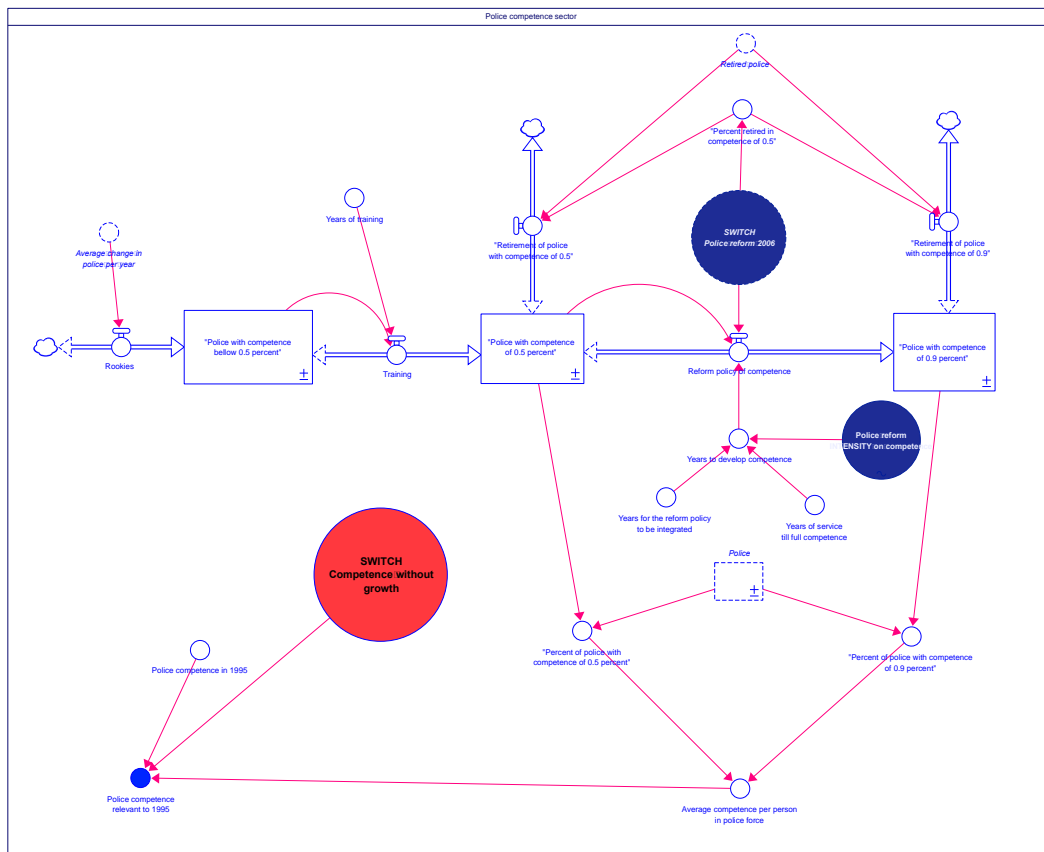 Police competence sector
Retired police
"Percent retired in
competence of 0.5"
Years of training
SWITCH
Police reform 2006
Average change in
police per year
"Retirement of police
with competence of 0.5"
"Retirement of police
with competence of 0.9"
Rookies
"Police with competence
bellow 0.5 percent"
Training
"Police with competence
of 0.5 percent"
Reform policy of competence
"Police with competence
of 0.9 percent"
Police reform
INTENSITY on competence
Years to develop competence
Years for the reform policy
to be integrated
Years of service
till full competence
SWITCH
Competence without
growth
Police
Police competence in 1995
"Percent of police with
competence of 0.5 percent"
"Percent of police with competence
of 0.9 percent"
Police competence
relevant to 1995
Average competence per person
in police force